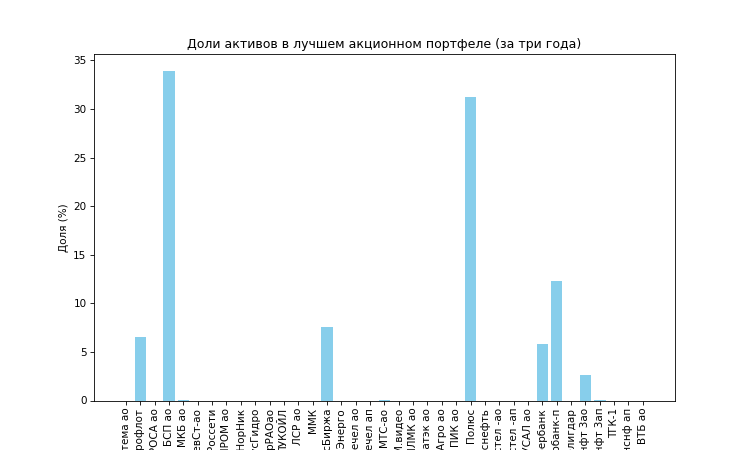 Доли активов в лучшем акционном портфеле (за три года)
Доля (%)
35
30
25
20
15
10
5
0
тема ао
рофлот
РОСА ао
БСП ао
МКБ ао
евСт-ао
Россети
ПРОМ ао
НорНик
сГидро
рРАОао
ЛУКОЙЛ
ЛСР ао
ММК
сБиржа
Энерго
ечел ао
ечел ап
МТС-ао
М.видео
ЛМК ао
атэк ао
Агро ао
ПИК ао
Полюс
снефть
стел -ао
стел -ап
УСАЛ ао
ербанк
рбанк-п
лигдар
нфт 3ао
нфт 3ап
ТГК-1
нснф ап
ВТБ ао